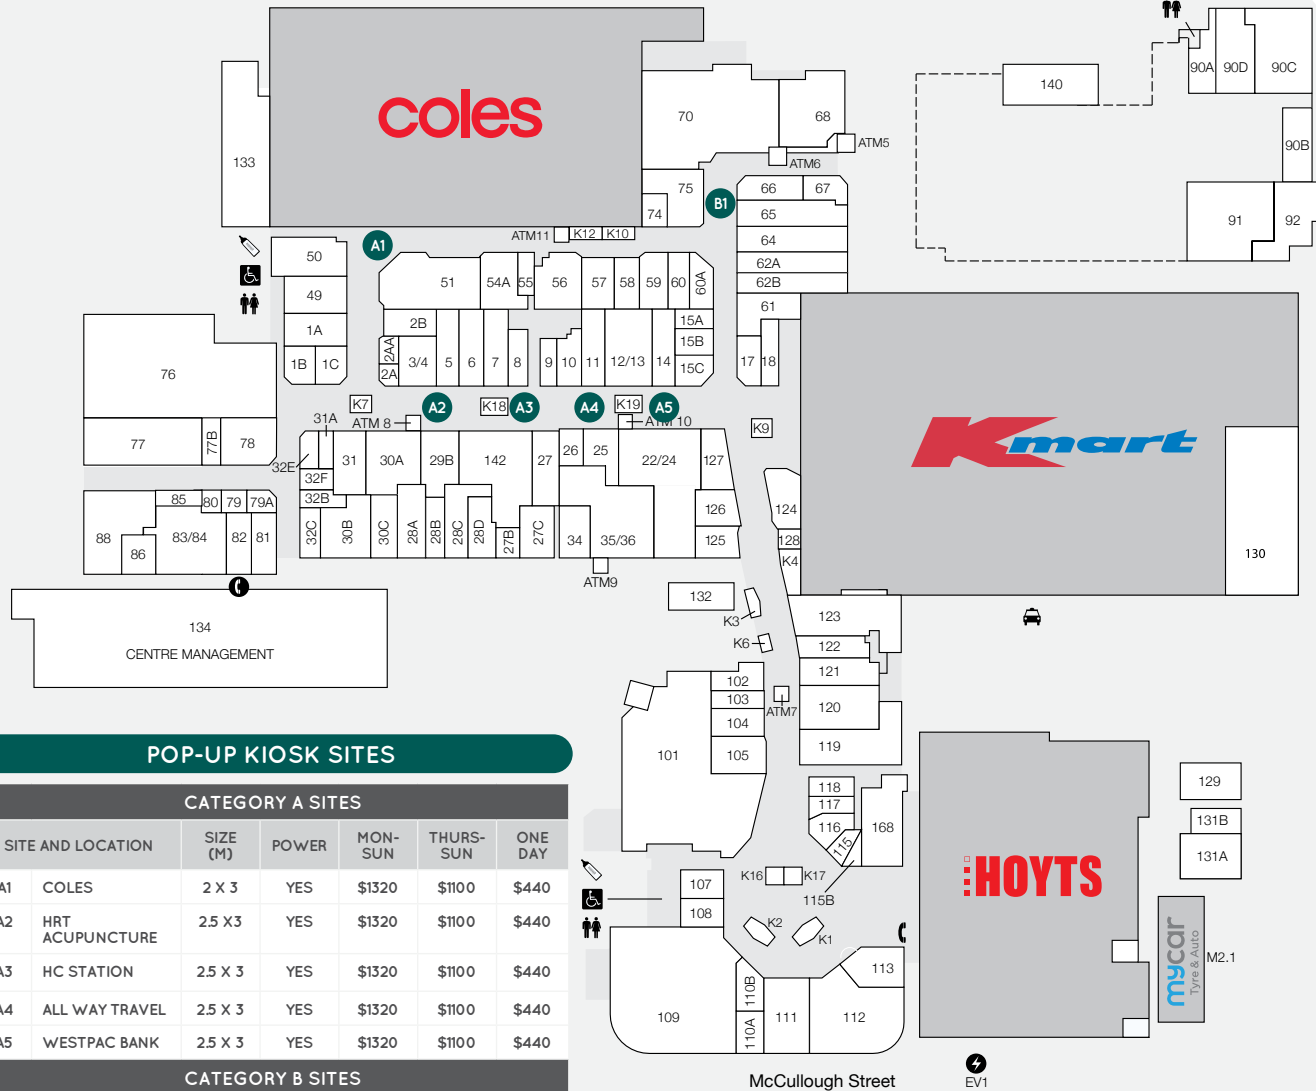 coles
133
70
68
ATM5
ATM6
75
74
B1
66
67
65
64
62A
62B
61
17
18
ATM11
K12
K10
A1
50
49
1A
1B
1C
51
54A
55
56
57
58
59
60
60A
2B
2AA
2A
3/4
5
6
7
8
9
10
11
12/13
14
15A
15B
15C
140
90A
90D
90C
90B
91
92
76
77
77B
78
K7
A2
K18
A3
A4
K19
A5
K9
ATM 8
ATM 10
31A
32E
32F
32B
31
30A
29B
142
27
26
25
22/24
127
126
125
32C
30B
30C
28A
28B
28C
28D
27B
27C
34
35/36
ATM9
124
128
K4
Kmart
130
85
80
79
79A
88
86
83/84
82
81
134
CENTRE MANAGEMENT
132
K3
K6
123
122
121
120
119
102
103
104
105
101
ATM7
118
117
116
115
168
115B
K16
K17
107
108
K2
K1
109
110B
110A
111
112
113
HOYTS
129
131B
131A
mycar
Tyre & Auto
M2.1
EV1
McCullough Street
POP-UP KIOSK SITES
CATEGORY A SITES
SITE AND LOCATION SIZE (M) POWER MON-SUN THURS-SUN ONE DAY
A1 COLES 2 X 3 YES $1320 $1100 $440
A2 HRT ACUPUNCTURE 2.5 X3 YES $1320 $1100 $440
A3 HC STATION 2.5 X 3 YES $1320 $1100 $440
A4 ALL WAY TRAVEL 2.5 X 3 YES $1320 $1100 $440
A5 WESTPAC BANK 2.5 X 3 YES $1320 $1100 $440
CATEGORY B SITES